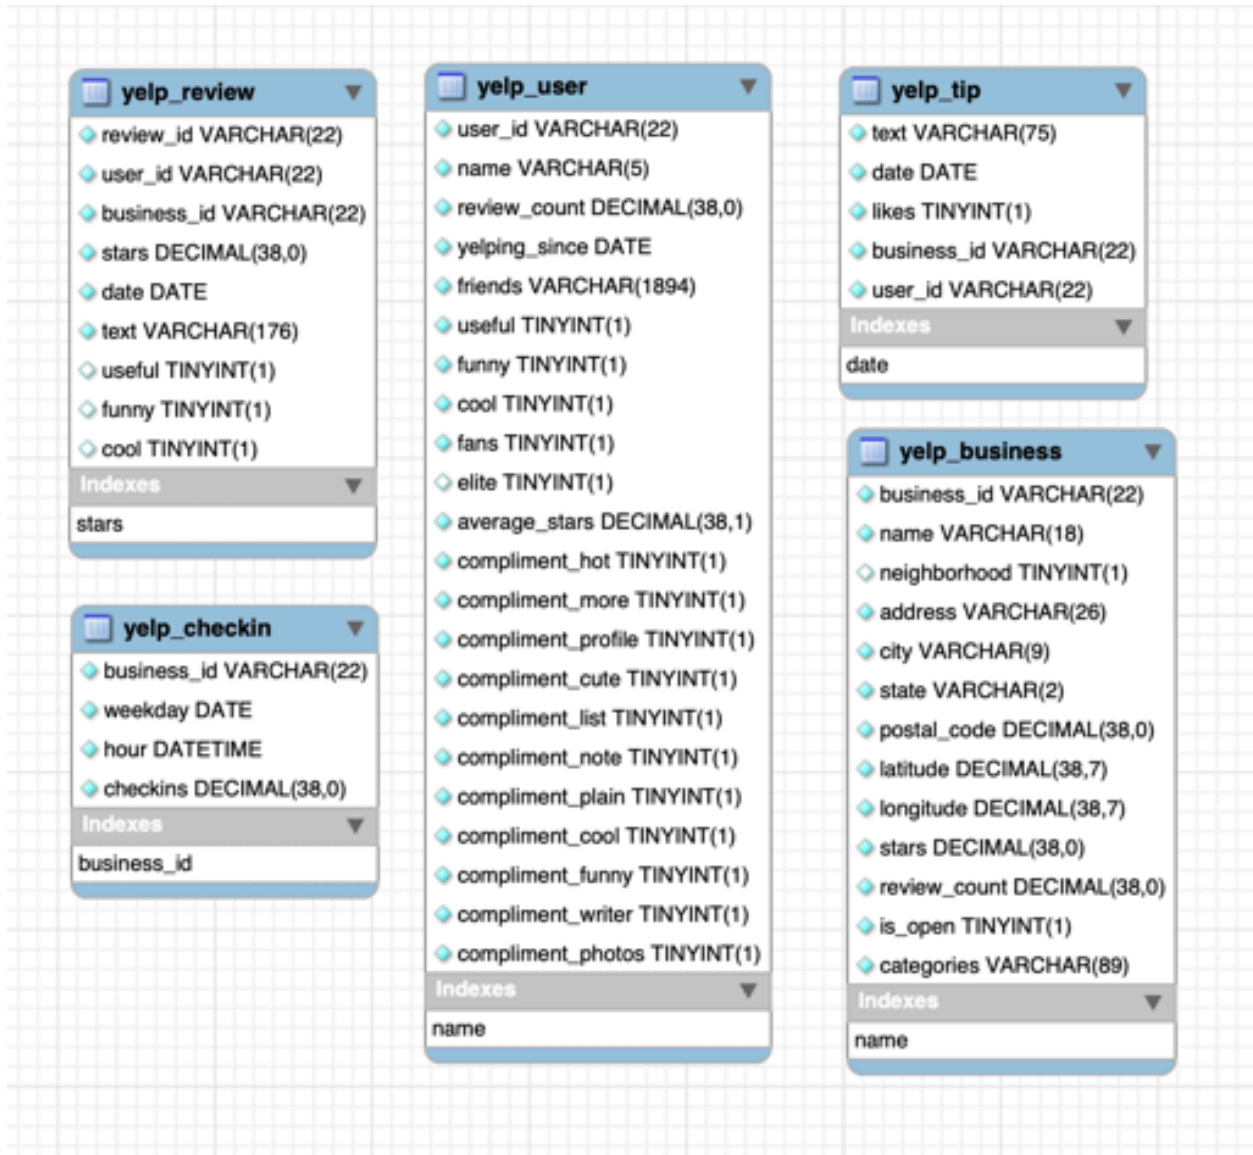 yelp_review
review_id VARCHAR(22)
user_id VARCHAR(22)
business_id VARCHAR(22)
stars DECIMAL(38,0)
date DATE
text VARCHAR(176)
useful TINYINT(1)
funny TINYINT(1)
cool TINYINT(1)
Indexes
stars
yelp_checkin
business_id VARCHAR(22)
weekday DATE
hour DATETIME
checkins DECIMAL(38,0)
Indexes
business_id
yelp_user
user_id VARCHAR(22)
name VARCHAR(5)
review_count DECIMAL(38,0)
yelping_since DATE
friends VARCHAR(1894)
useful TINYINT(1)
funny TINYINT(1)
cool TINYINT(1)
fans TINYINT(1)
elite TINYINT(1)
average_stars DECIMAL(38,1)
compliment_hot TINYINT(1)
compliment_more TINYINT(1)
compliment_profile TINYINT(1)
compliment_cute TINYINT(1)
compliment_list TINYINT(1)
compliment_note TINYINT(1)
compliment_plain TINYINT(1)
compliment_cool TINYINT(1)
compliment_funny TINYINT(1)
compliment_writer TINYINT(1)
compliment_photos TINYINT(1)
Indexes
name
yelp_tip
text VARCHAR(75)
date DATE
likes TINYINT(1)
business_id VARCHAR(22)
user_id VARCHAR(22)
Indexes
date
yelp_business
business_id VARCHAR(22)
name VARCHAR(18)
neighborhood TINYINT(1)
address VARCHAR(26)
city VARCHAR(9)
state VARCHAR(2)
postal_code DECIMAL(38,0)
latitude DECIMAL(38,7)
longitude DECIMAL(38,7)
stars DECIMAL(38,0)
review_count DECIMAL(38,0)
is_open TINYINT(1)
categories VARCHAR(89)
Indexes
name